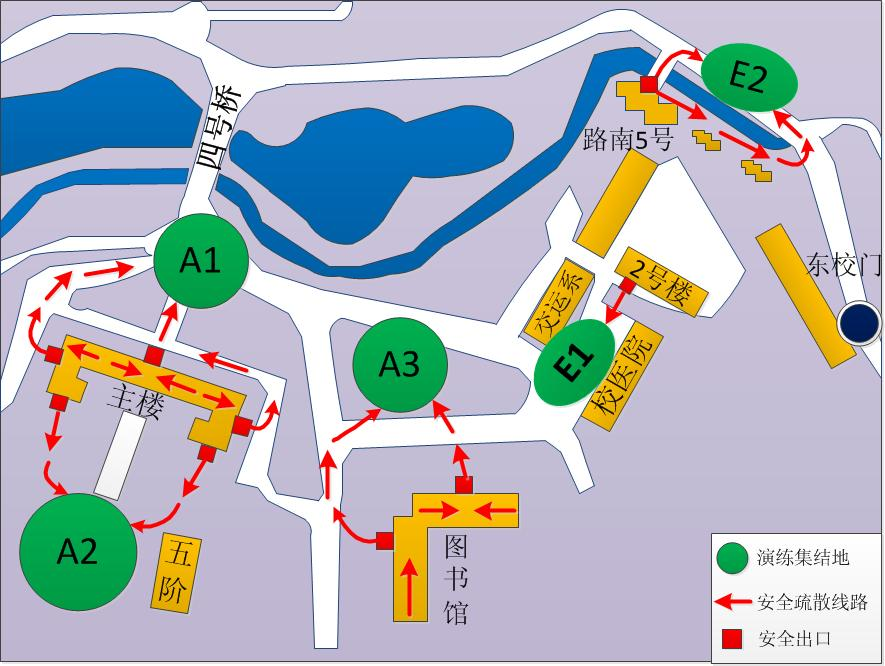 四号桥
E2
路南5号
A1
东校门
2号楼
交运系
E1
校医院
A3
主楼
A2
五阶
图书馆
演练集结地
安全疏散线路
安全出口